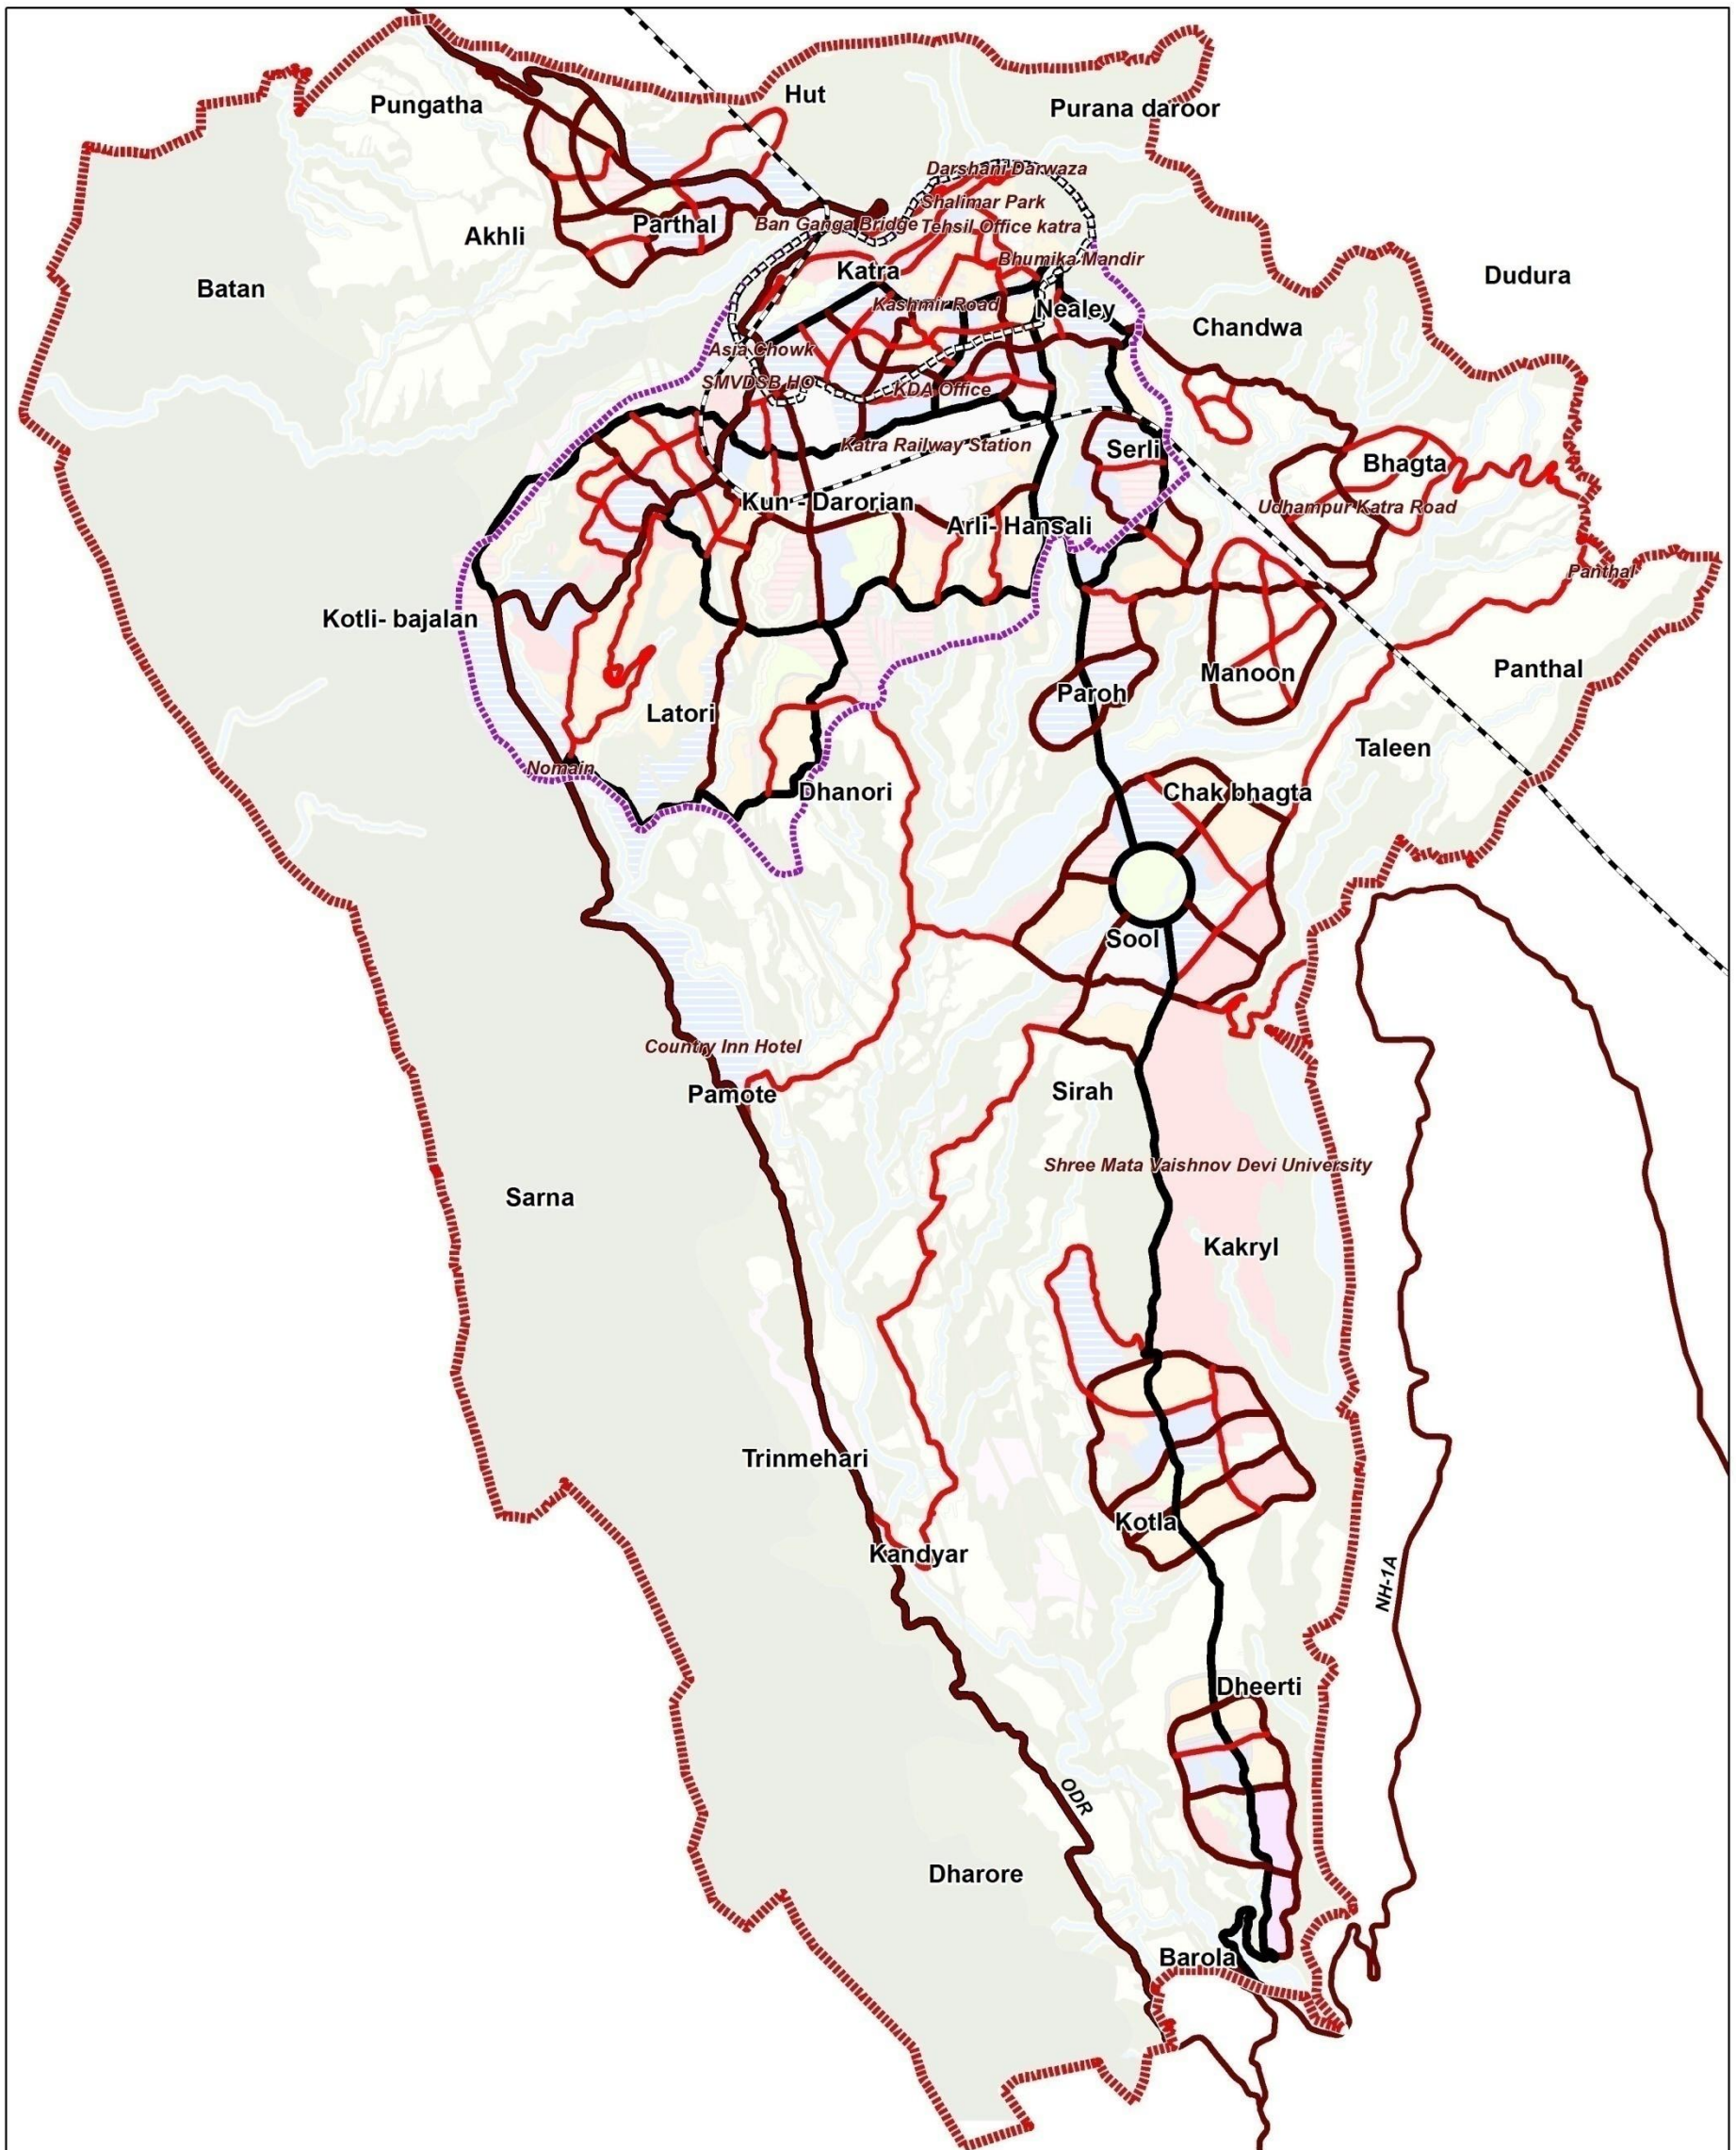 Hut
Pungatha
Purana daroor
Darshani Darwaza
Shalimar Park
Parthal
Ban Ganga Bridge
Tehsil Office katra
Akhli
Bhumika Mandir
Katra
Dudura
Batan
Kashmir Road
Nealey
Chandwa
Asia Chowk
SMVDSB HO
KDA Office
Katra Railway Station
Serli
Bhagta
Kun - Darorian
Udhampur Katra Road
Arli- Hansali
Panthal
Kotli- bajalan
Manoon
Panthal
Paroh
Latori
Taleen
Nomain
Dhanori
Chak bhagta
Sool
Country Inn Hotel
Pamote
Sirah
Shree Mata Vaishnov Devi University
Sarna
Kakryl
Trinmehari
Kotla
Kandyar
NH-1A
Dheerti
ODR
Dharore
Barola